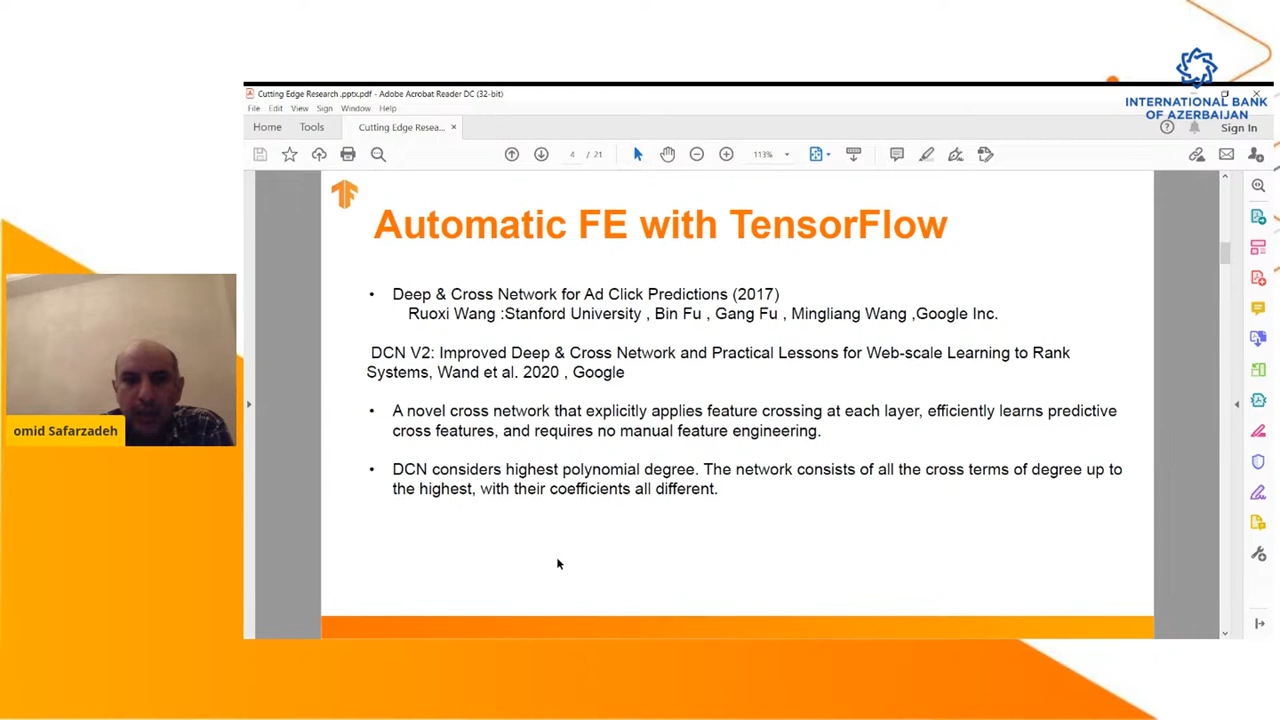 INTERNATIONAL BANK
OF AZERBAIJAN
Cutting Edge Research .pptx.pdf - Adobe Acrobat Reader DC (32-bit)
File Edit View Sign Window Help
Home Tools Cutting Edge Resea... ×
Sign In
4 / 21
113%
TF
Automatic FE with TensorFlow
• Deep & Cross Network for Ad Click Predictions (2017)
Ruoxi Wang :Stanford University , Bin Fu , Gang Fu , Mingliang Wang ,Google Inc.
DCN V2: Improved Deep & Cross Network and Practical Lessons for Web-scale Learning to Rank
Systems, Wand et al. 2020 , Google
• A novel cross network that explicitly applies feature crossing at each layer, efficiently learns predictive
cross features, and requires no manual feature engineering.
• DCN considers highest polynomial degree. The network consists of all the cross terms of degree up to
the highest, with their coefficients all different.
omid Safarzadeh